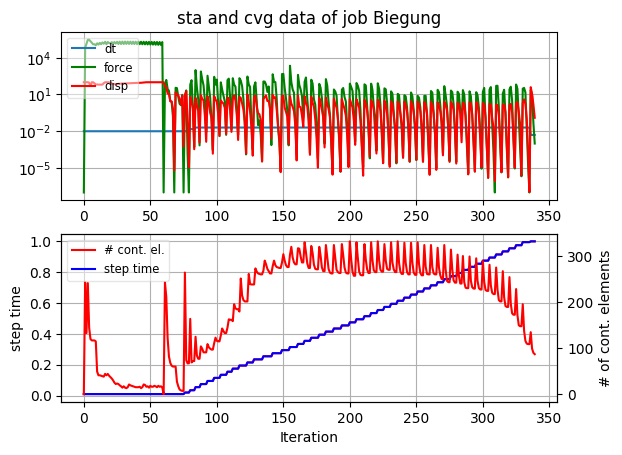 sta and cvg data of job Biegung
10^4
10^1
10^-2
10^-5
dt
force
disp
0 50 100 150 200 250 300 350
1.0
0.8
0.6
0.4
0.2
0.0
step time
# cont. el.
step time
300
200
100
0
# of cont. elements
0 50 100 150 200 250 300 350
Iteration